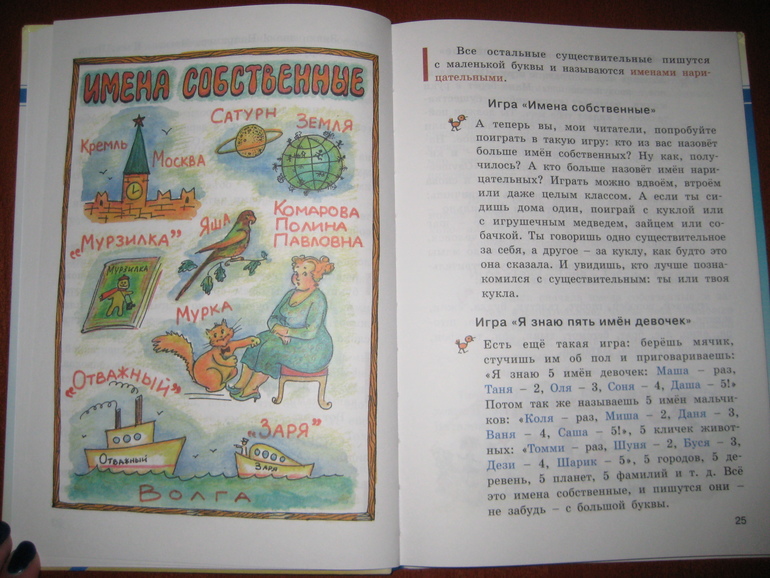 ИМЕНА СОБСТВЕННЫЕ
Кремль
Москва
Сатурн
Земля
„Мурзилка"
Мурзилка
Яша
Комарова
Полина
Павловна
Мурка
„Отважный"
Отважный
„Заря"
Заря
Волга
Все остальные существительные пишутся
с маленькой буквы и называются именами нари-
цательными.
Игра «Имена собственные»
А теперь вы, мои читатели, попробуйте
поиграть в такую игру: кто из вас назовёт
больше имён собственных? Ну как, полу-
чилось? А кто больше назовёт имён нари-
цательных? Играть можно вдвоём, втроём
или даже целым классом. А если ты си-
дишь дома один, поиграй с куклой или
с игрушечным медведем, зайцем или со-
бачкой. Ты говоришь одно существительное
за себя, а другое – за куклу, как будто это
она сказала. И увидишь, кто лучше позна-
комился с существительным: ты или твоя
кукла.
Игра «Я знаю пять имён девочек»
Есть ещё такая игра: берёшь мячик,
стучишь им об пол и приговариваешь:
«Я знаю 5 имён девочек: Маша – раз,
Таня – 2, Оля – 3, Соня – 4, Даша – 5!»
Потом так же называешь 5 имён мальчи-
ков: «Коля – раз, Миша – 2, Даня – 3,
Ваня – 4, Саша – 5!», 5 кличек живот-
ных: «Томми – раз, Шуня – 2, Буся – 3,
Дези – 4, Шарик – 5», 5 городов, 5 де-
ревень, 5 планет, 5 фамилий и т. д. Всё
это имена собственные, и пишутся они –
не забудь – с большой буквы.
25